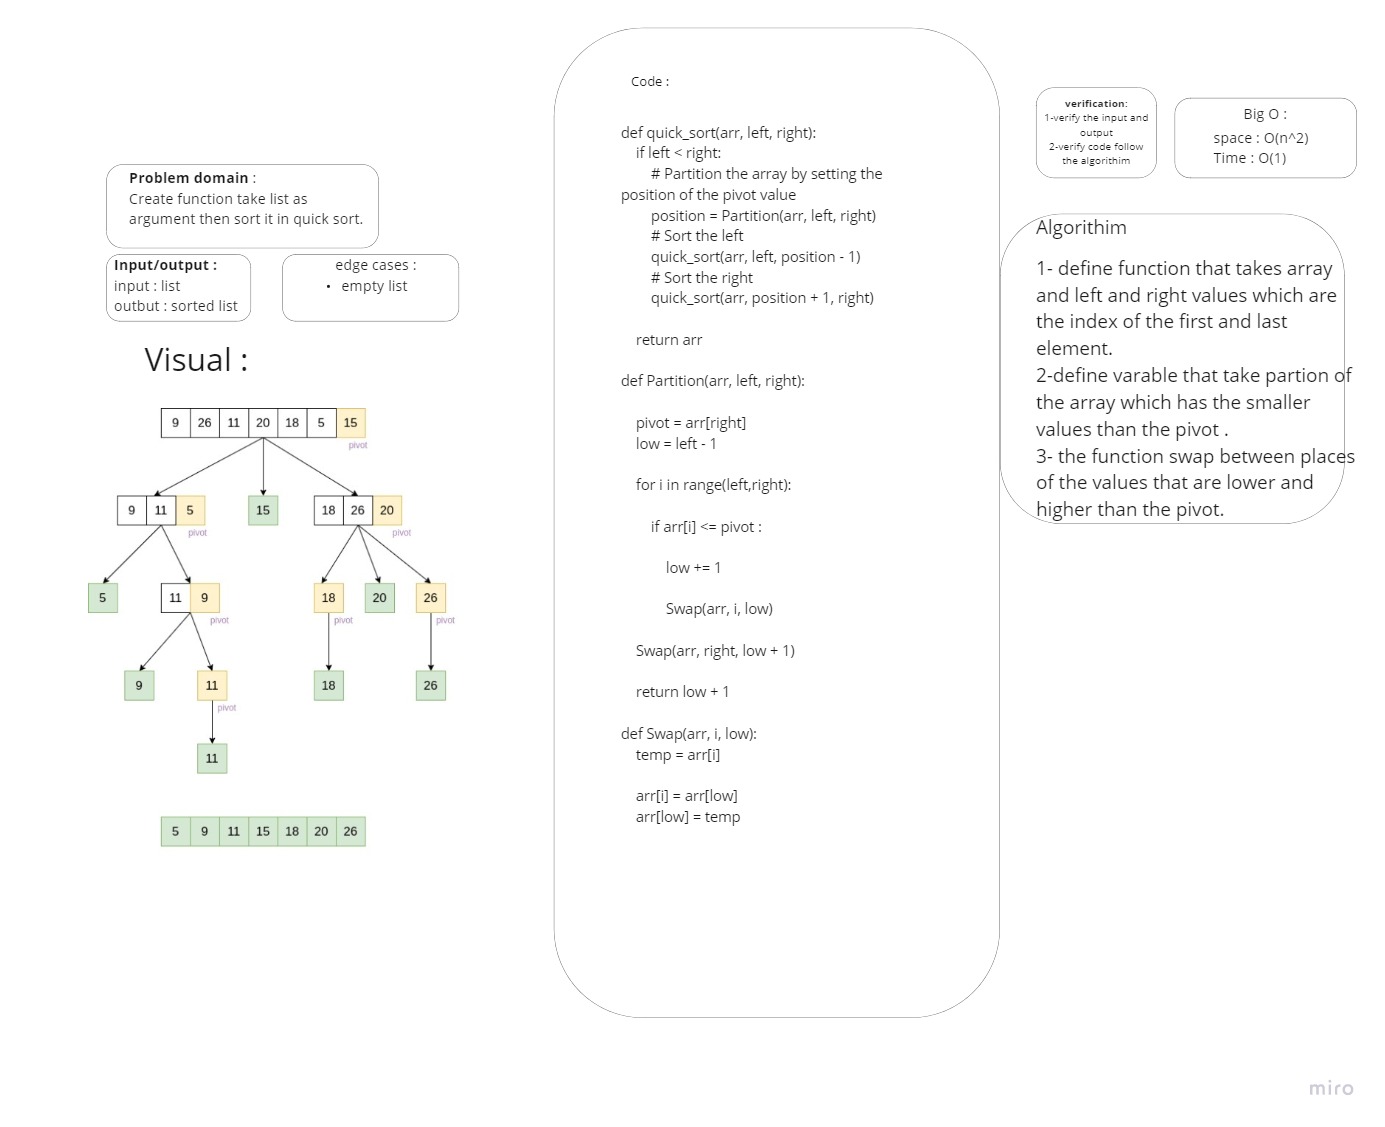 Problem domain :
Create function take list as
argument then sort it in quick sort.
Input/output :
input : list
outbut : sorted list
edge cases :
• empty list
Visual :
9 26 11 20 18 5 15
pivot
9 11 5 15 18 26 20
pivot pivot
5 11 9 18 20 26
pivot pivot pivot
9 11 18 26
pivot
11
5 9 11 15 18 20 26
Code :
def quick_sort(arr, left, right):
if left < right:
# Partition the array by setting the
position of the pivot value
position = Partition(arr, left, right)
# Sort the left
quick_sort(arr, left, position - 1)
# Sort the right
quick_sort(arr, position + 1, right)
return arr
def Partition(arr, left, right):
pivot = arr[right]
low = left - 1
for i in range(left,right):
if arr[i] <= pivot :
low += 1
Swap(arr, i, low)
Swap(arr, right, low + 1)
return low + 1
def Swap(arr, i, low):
temp = arr[i]
arr[i] = arr[low]
arr[low] = temp
verification:
1-verify the input and
output
2-verify code follow
the algorithim
Big O :
space : O(n^2)
Time : O(1)
Algorithim
1- define function that takes array
and left and right values which are
the index of the first and last
element.
2-define varable that take partion of
the array which has the smaller
values than the pivot .
3- the function swap between places
of the values that are lower and
higher than the pivot.
miro